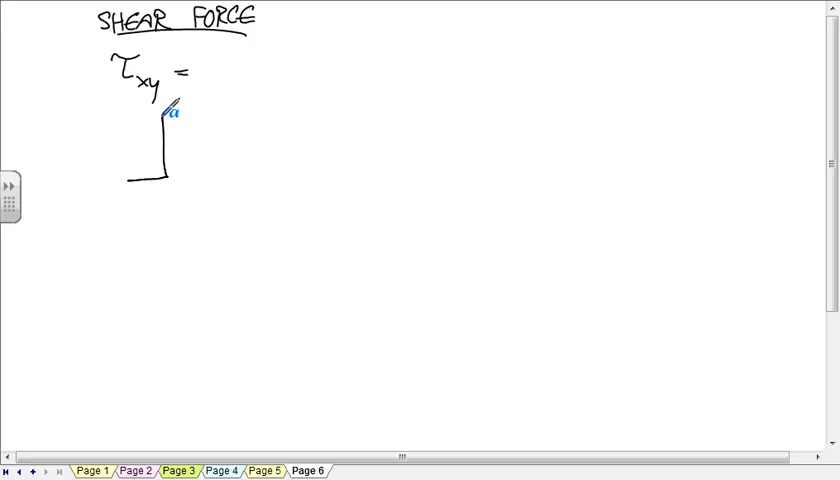 SHEAR FORCE
τxy =
a
Page 1 Page 2 Page 3 Page 4 Page 5 Page 6